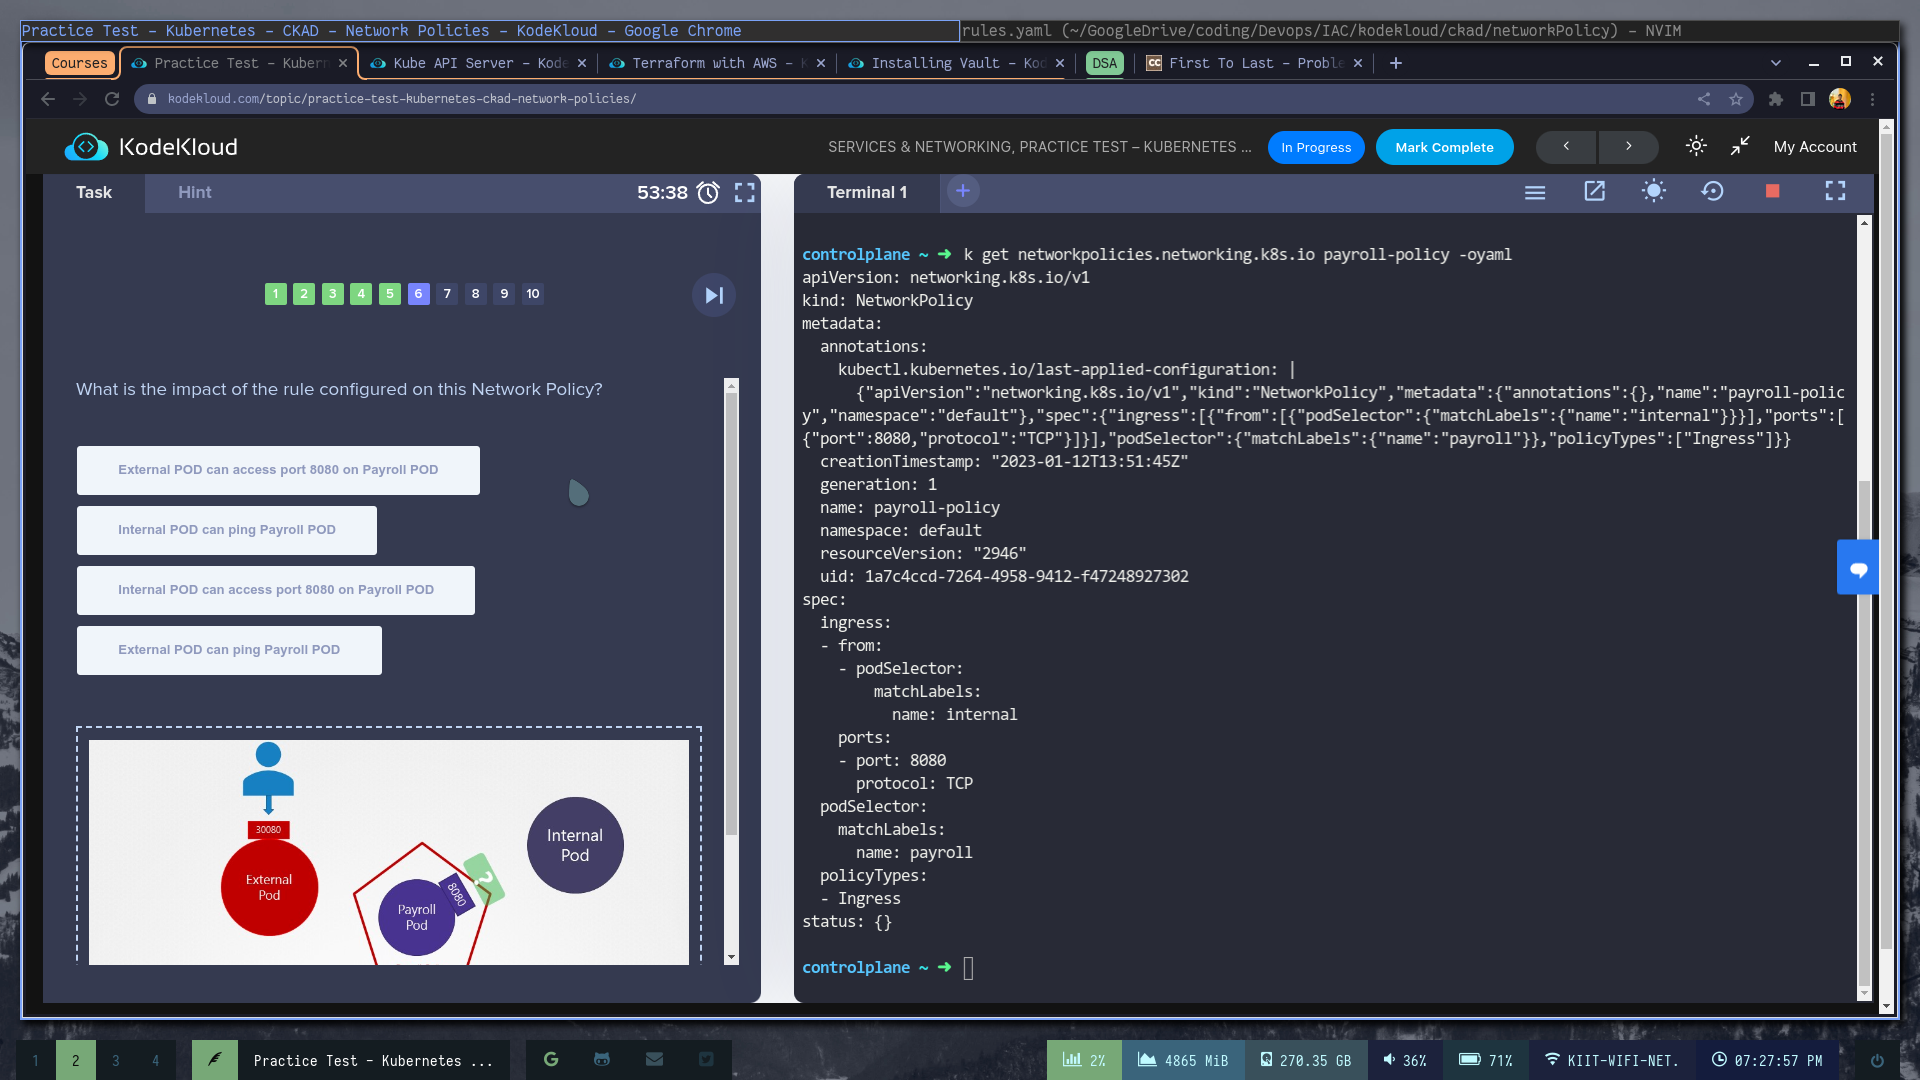 Practice Test – Kubernetes – CKAD – Network Policies – KodeKloud – Google Chrome
rules.yaml (~/GoogleDrive/coding/Devops/IAC/kodekloud/ckad/networkPolicy) – NVIM
Courses
Practice Test – Kubern
Kube API Server – Kode
Terraform with AWS – K
Installing Vault – Kod
DSA
CC
First To Last – Proble
kodekloud.com/topic/practice-test-kubernetes-ckad-network-policies/
KodeKloud
SERVICES & NETWORKING, PRACTICE TEST – KUBERNETES ...
In Progress
Mark Complete
My Account
Task
Hint
53:38
Terminal 1
1 2 3 4 5 6 7 8 9 10
What is the impact of the rule configured on this Network Policy?
External POD can access port 8080 on Payroll POD
Internal POD can ping Payroll POD
Internal POD can access port 8080 on Payroll POD
External POD can ping Payroll POD
30080
External
Pod
Payroll
Pod
8080
?
Internal
Pod
controlplane ~ ➜ k get networkpolicies.networking.k8s.io payroll-policy -oyaml
apiVersion: networking.k8s.io/v1
kind: NetworkPolicy
metadata:
  annotations:
    kubectl.kubernetes.io/last-applied-configuration: |
      {"apiVersion":"networking.k8s.io/v1","kind":"NetworkPolicy","metadata":{"annotations":{},"name":"payroll-polic
y","namespace":"default"},"spec":{"ingress":[{"from":[{"podSelector":{"matchLabels":{"name":"internal"}}}],"ports":[
{"port":8080,"protocol":"TCP"}]}],"podSelector":{"matchLabels":{"name":"payroll"}},"policyTypes":["Ingress"]}}
  creationTimestamp: "2023-01-12T13:51:45Z"
  generation: 1
  name: payroll-policy
  namespace: default
  resourceVersion: "2946"
  uid: 1a7c4ccd-7264-4958-9412-f47248927302
spec:
  ingress:
  - from:
    - podSelector:
        matchLabels:
          name: internal
    ports:
    - port: 8080
      protocol: TCP
  podSelector:
    matchLabels:
      name: payroll
  policyTypes:
  - Ingress
status: {}
controlplane ~ ➜
1 2 3 4
Practice Test – Kubernetes ...
2%
4865 MiB
270.35 GB
36%
71%
KIIT-WIFI-NET.
07:27:57 PM